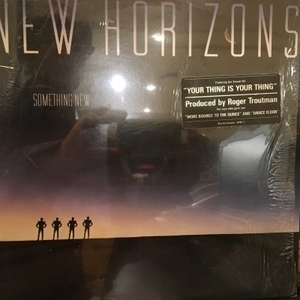 NEW HORIZONS
SOMETHING NEW
Featuring the Smash Hit
"YOUR THING IS YOUR THING"
Produced by Roger Troutman
"MORE BOUNCE TO THE OUNCE" AND "DANCE FLOOR"